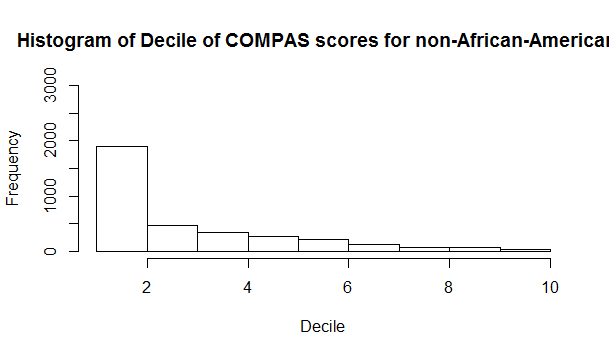 Histogram of Decile of COMPAS scores for non-African-American
Frequency
3000
2000
1000
0
2 4 6 8 10
Decile